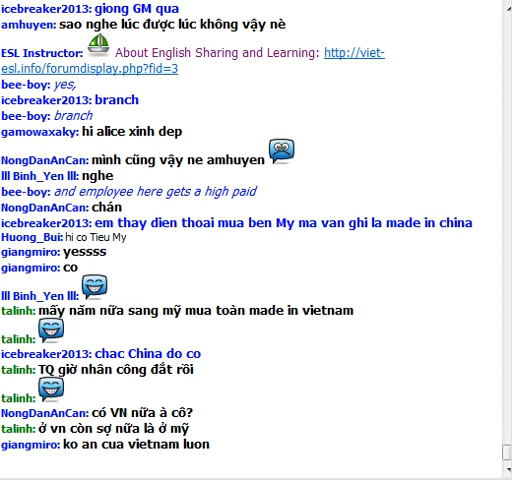 icebreaker2013: giong GM qua
amhuyen: sao nghe lúc được lúc không vậy nè
ESL Instructor: About English Sharing and Learning: http://viet-
esl.info/forumdisplay.php?fid=3
bee-boy: yes,
icebreaker2013: branch
bee-boy: branch
gamowaxaky: hi alice xinh dep
NongDanAnCan: mình cũng vậy ne amhuyen
lll Binh_Yen lll: nghe
bee-boy: and employee here gets a high paid
NongDanAnCan: chán
icebreaker2013: em thay dien thoai mua ben My ma van ghi la made in china
Huong_Bui: hi co Tieu My
giangmiro: yessss
giangmiro: co
lll Binh_Yen lll:
talinh: mấy năm nữa sang mỹ mua toàn made in vietnam
talinh:
icebreaker2013: chac China do co
talinh: TQ giờ nhân công đắt rồi
talinh:
NongDanAnCan: có VN nữa à cô?
talinh: ở vn còn sợ nữa là ở mỹ
giangmiro: ko an cua vietnam luon